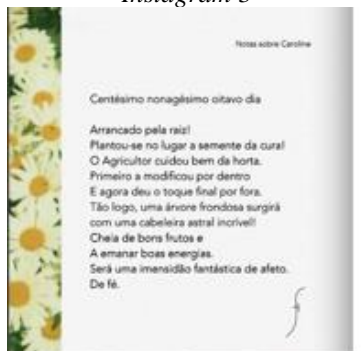 Instagram 3
Notas sobre Caroline
Centésimo nonagésimo oitavo dia
Arrancado pela raiz!
Plantou-se no lugar a semente da cura!
O Agricultor cuidou bem da horta.
Primeiro a modificou por dentro
E agora deu o toque final por fora.
Tão logo, uma árvore frondosa surgirá
com uma cabeleira astral incrível!
Cheia de bons frutos e
A emanar boas energias.
Será uma imensidão fantástica de afeto.
De fé.
f